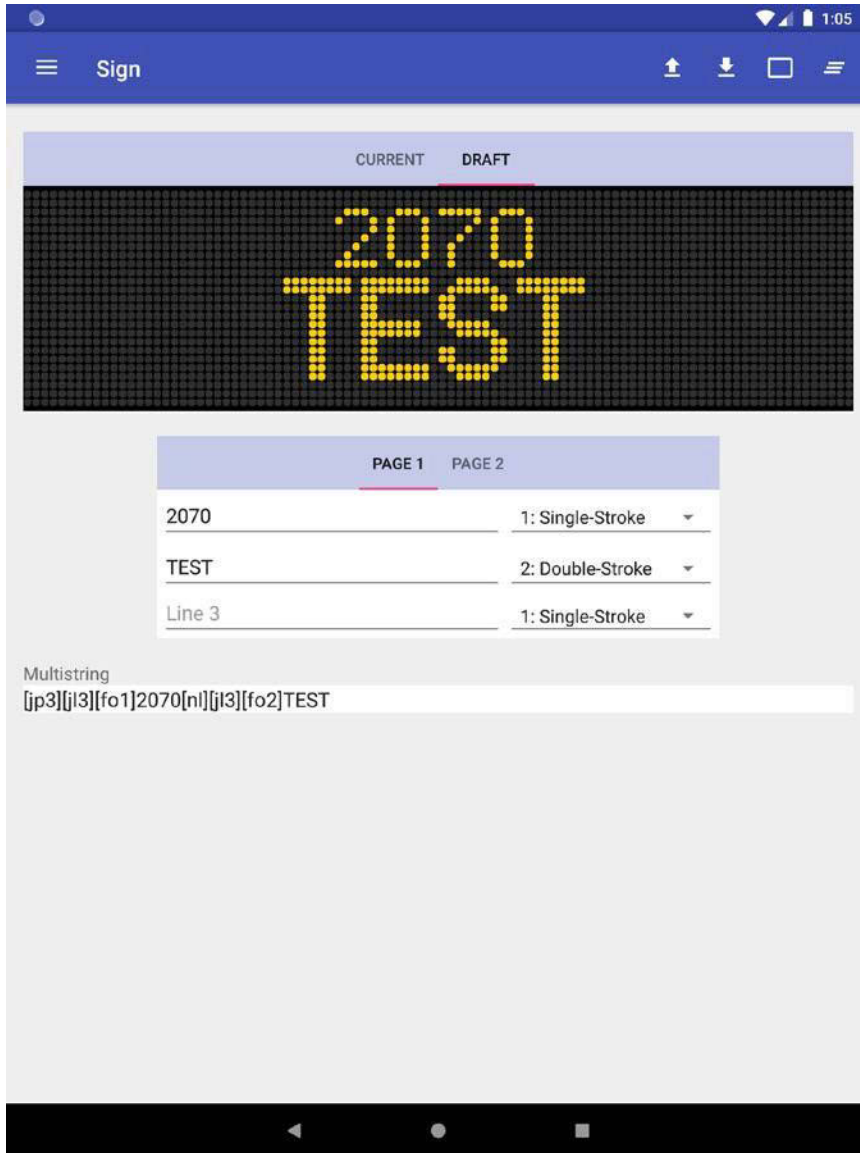 1:05
Sign
CURRENT DRAFT
2070
TEST
PAGE 1 PAGE 2
2070 1: Single-Stroke
TEST 2: Double-Stroke
Line 3 1: Single-Stroke
Multistring
[jp3][jl3][fo1]2070[nl][jl3][fo2]TEST